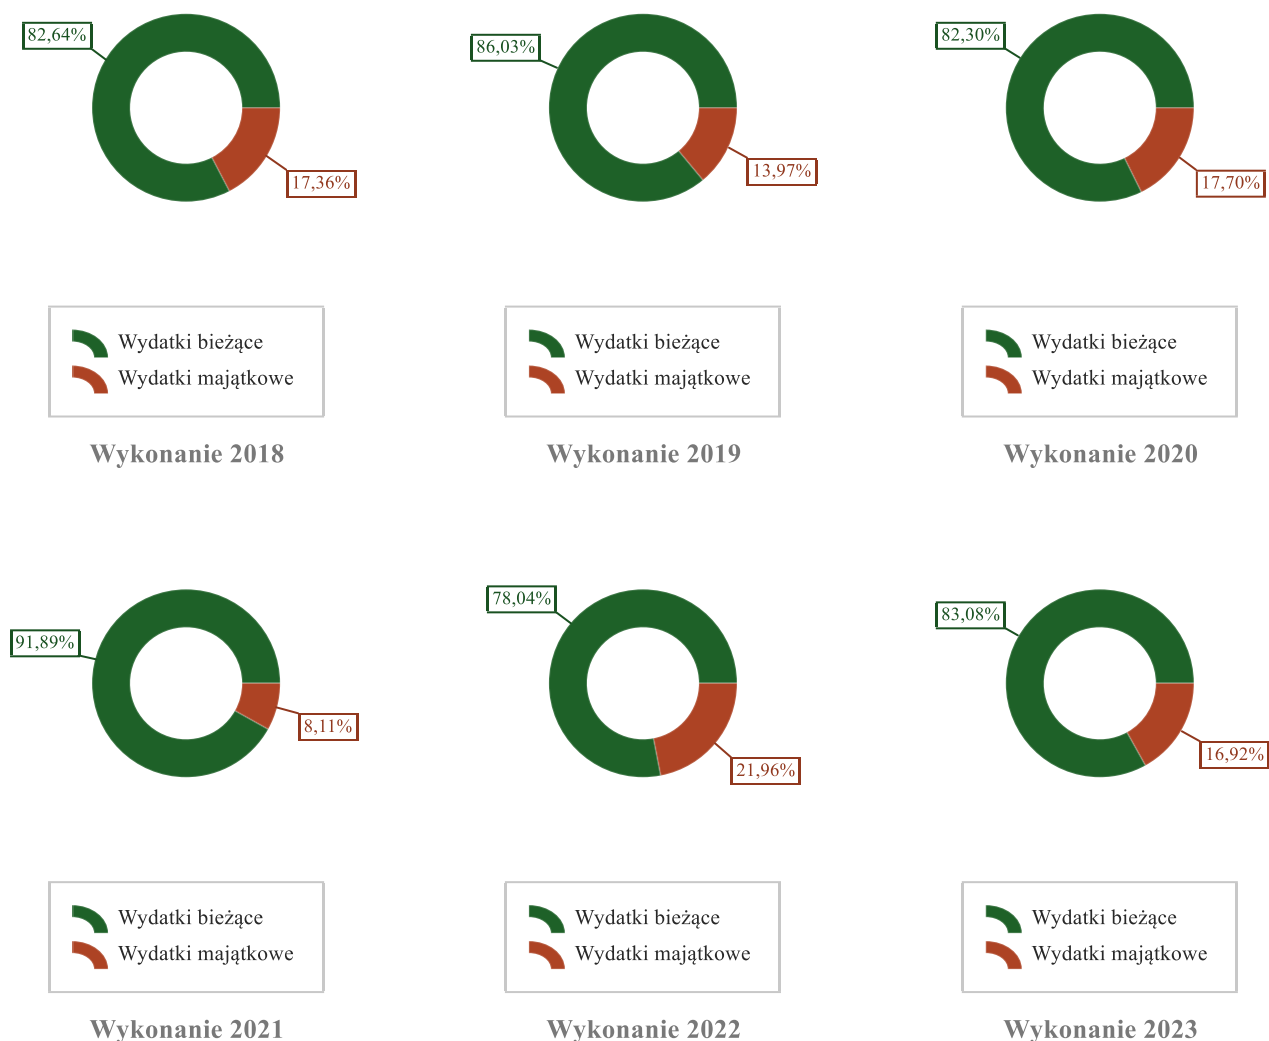 82,64%
17,36%
Wydatki bieżące
Wydatki majątkowe
Wykonanie 2018
86,03%
13,97%
Wydatki bieżące
Wydatki majątkowe
Wykonanie 2019
82,30%
17,70%
Wydatki bieżące
Wydatki majątkowe
Wykonanie 2020
91,89%
8,11%
Wydatki bieżące
Wydatki majątkowe
Wykonanie 2021
78,04%
21,96%
Wydatki bieżące
Wydatki majątkowe
Wykonanie 2022
83,08%
16,92%
Wydatki bieżące
Wydatki majątkowe
Wykonanie 2023